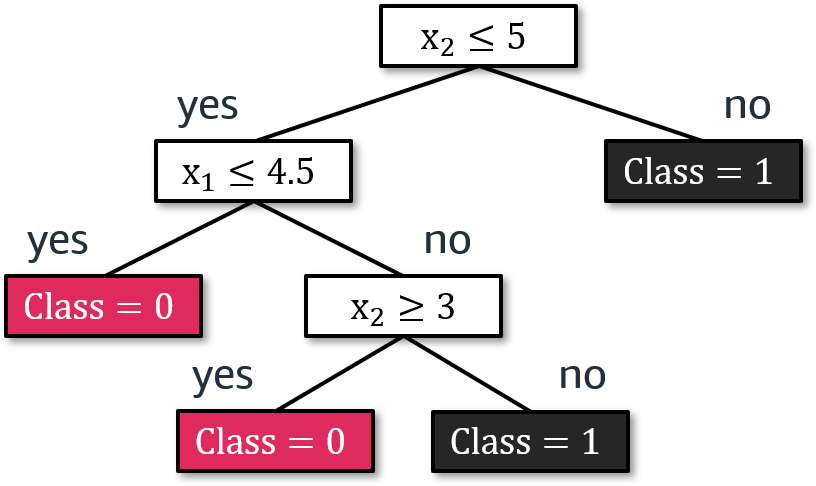 x₂ ≤ 5
yes
no
x₁ ≤ 4.5
Class = 1
yes
no
Class = 0
x₂ ≥ 3
yes
no
Class = 0
Class = 1